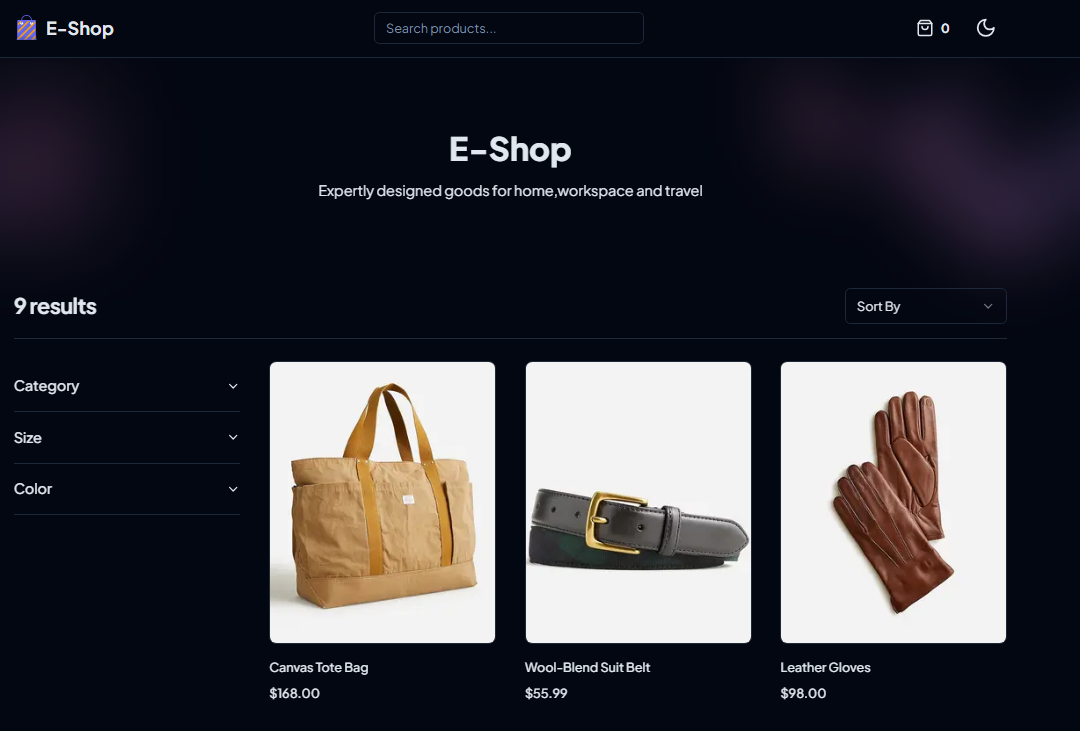 E-Shop
Search products...
0
E-Shop
Expertly designed goods for home,workspace and travel
9 results
Sort By
Category
Size
Color
Canvas Tote Bag
$168.00
Wool-Blend Suit Belt
$55.99
Leather Gloves
$98.00